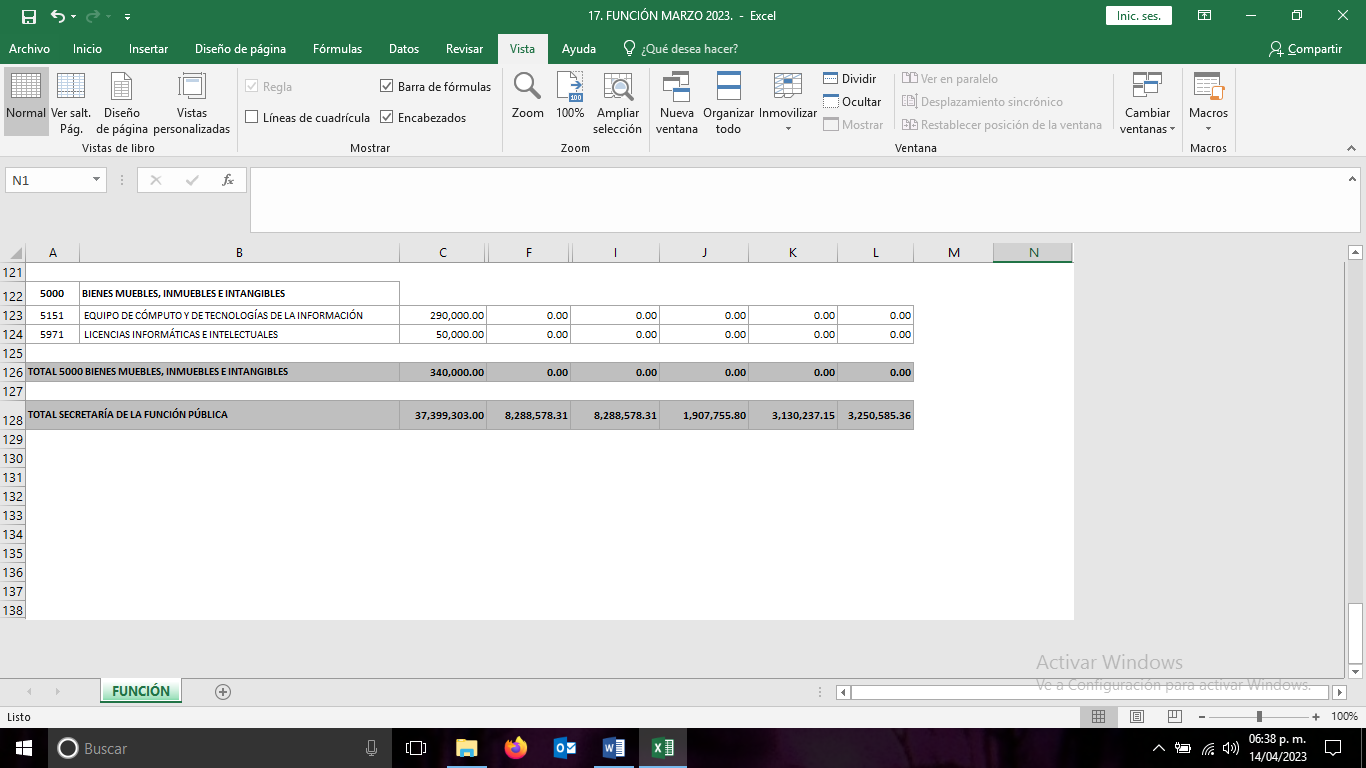 17. FUNCIÓN MARZO 2023. - Excel
Inic. ses.
Archivo Inicio Insertar Diseño de página Fórmulas Datos Revisar Vista Ayuda ¿Qué desea hacer? Compartir
Normal
Ver salt. Pág.
Diseño de página
Vistas personalizadas
Vistas de libro
Regla
Barra de fórmulas
Líneas de cuadrícula
Encabezados
Mostrar
Zoom
100%
100
Ampliar selección
Zoom
Nueva ventana
Organizar todo
Inmovilizar
Dividir
Ocultar
Mostrar
Ver en paralelo
Desplazamiento sincrónico
Restablecer posición de la ventana
Cambiar ventanas
Ventana
Macros
Macros
N1
fx
A B C F I J K L M N
121
122 5000 BIENES MUEBLES, INMUEBLES E INTANGIBLES
123 5151 EQUIPO DE CÓMPUTO Y DE TECNOLOGÍAS DE LA INFORMACIÓN 290,000.00 0.00 0.00 0.00 0.00 0.00
124 5971 LICENCIAS INFORMÁTICAS E INTELECTUALES 50,000.00 0.00 0.00 0.00 0.00 0.00
125
126 TOTAL 5000 BIENES MUEBLES, INMUEBLES E INTANGIBLES 340,000.00 0.00 0.00 0.00 0.00 0.00
127
128 TOTAL SECRETARÍA DE LA FUNCIÓN PÚBLICA 37,399,303.00 8,288,578.31 8,288,578.31 1,907,755.80 3,130,237.15 3,250,585.36
129
130
131
132
133
134
135
136
137
138
Activar Windows
Ve a Configuración para activar Windows.
FUNCIÓN
Listo
100%
Buscar
06:38 p. m.
14/04/2023